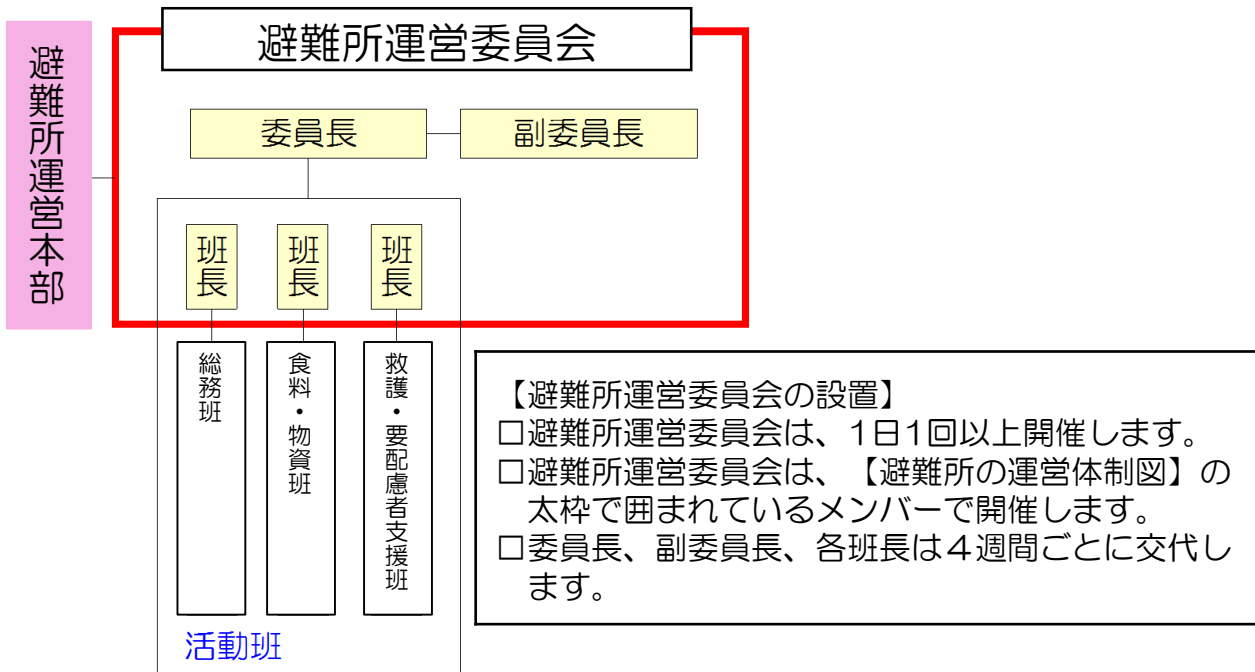 避難所運営本部
避難所運営委員会
委員長
副委員長
班長
班長
班長
総務班
食料・物資班
救護・要配慮者支援班
活動班
【避難所運営委員会の設置】
□避難所運営委員会は、1日1回以上開催します。
□避難所運営委員会は、【避難所の運営体制図】の
太枠で囲まれているメンバーで開催します。
□委員長、副委員長、各班長は４週間ごとに交代し
ます。